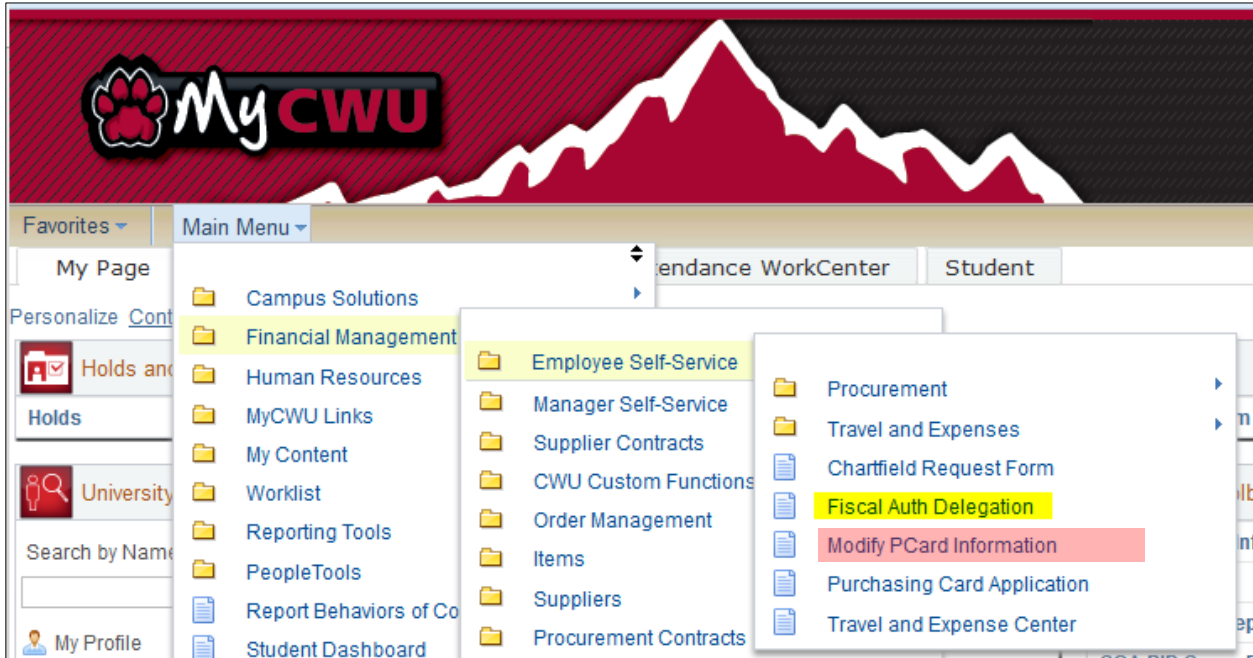 My CWU
Favorites
Main Menu
My Page
tendance WorkCenter
Student
Personalize Cont
Holds and
Holds
University
Search by Name
My Profile
Campus Solutions
Financial Management
Human Resources
MyCWU Links
My Content
Worklist
Reporting Tools
PeopleTools
Report Behaviors of Co
Student Dashboard
Employee Self-Service
Manager Self-Service
Supplier Contracts
CWU Custom Functions
Order Management
Items
Suppliers
Procurement Contracts
Procurement
Travel and Expenses
Chartfield Request Form
Fiscal Auth Delegation
Modify PCard Information
Purchasing Card Application
Travel and Expense Center